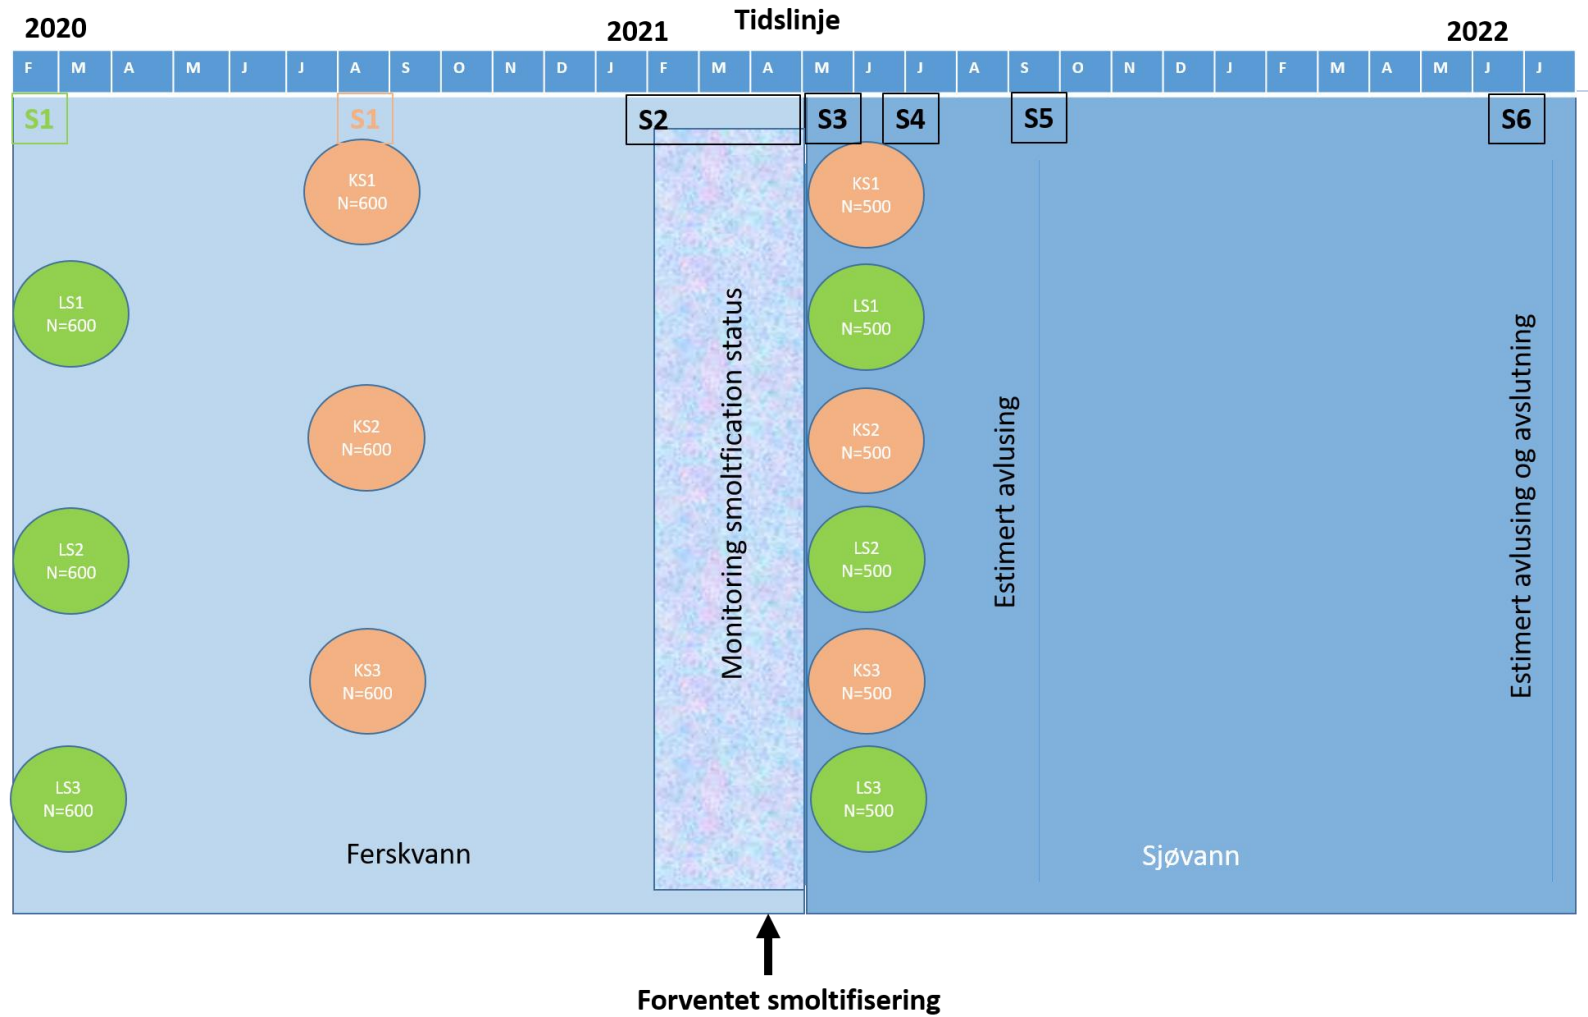 Tidslinje
2020 2021 2022
F M A M J J A S O N D J F M A M J J A S O N D J F M A M J J
S1 S1 S2 S3 S4 S5 S6
KS1
N=600
LS1
N=600
KS2
N=600
LS2
N=600
KS3
N=600
LS3
N=600
Ferskvann
Monitoring smoltfication status
KS1
N=500
LS1
N=500
KS2
N=500
LS2
N=500
KS3
N=500
LS3
N=500
Estimert avlusing
Estimert avlusing og avslutning
Sjøvann
Forventet smoltifisering